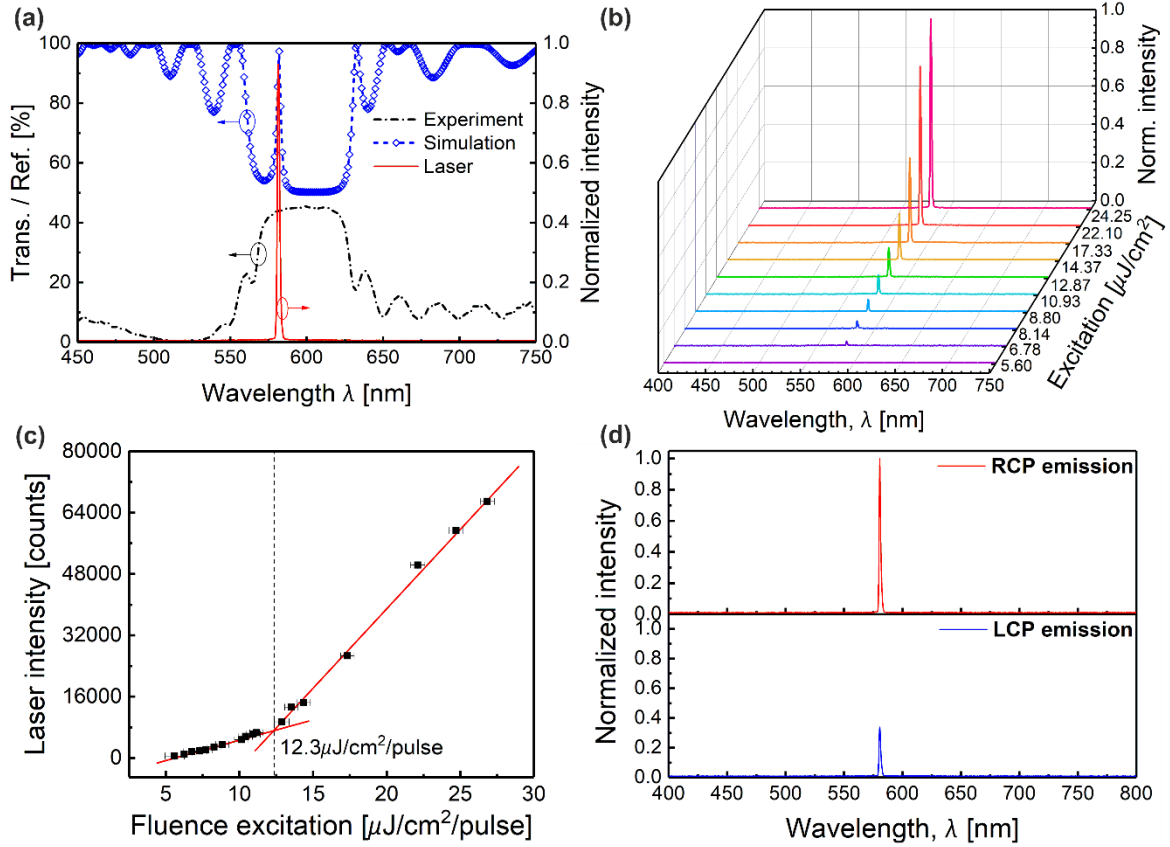 (a)
100
80
60
40
20
0
Trans. / Ref. [%]
450 500 550 600 650 700 750
Wavelength λ [nm]
1.0
0.8
0.6
0.4
0.2
0.0
Normalized intensity
Experiment
Simulation
Laser
(b)
1.0
0.8
0.6
0.4
0.2
0.0
Norm. intensity
24.25
22.10
17.33
14.37
12.87
10.93
8.80
8.14
6.78
5.60
Excitation [μJ/cm²]
400 450 500 550 600 650 700 750
Wavelength, λ [nm]
(c)
80000
64000
48000
32000
16000
0
Laser intensity [counts]
12.3μJ/cm²/pulse
5 10 15 20 25 30
Fluence excitation [μJ/cm²/pulse]
(d)
1.0
0.8
0.6
0.4
0.2
0.0
RCP emission
1.0
0.8
0.6
0.4
0.2
0.0
LCP emission
Normalized intensity
400 450 500 550 600 650 700 750 800
Wavelength, λ [nm]